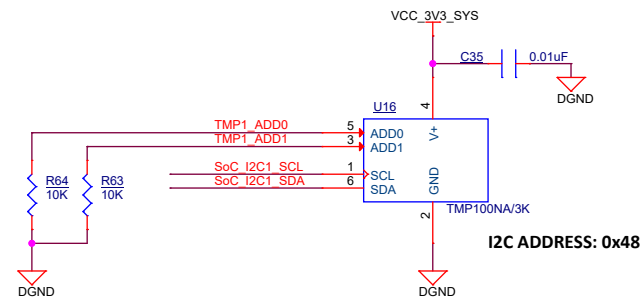 VCC_3V3_SYS
C35
0.01uF
DGND
U16
4
TMP1_ADD0
5
ADD0
V+
TMP1_ADD1
3
ADD1
SoC_I2C1_SCL
1
SCL
SoC_I2C1_SDA
6
SDA
GND
R64
10K
R63
10K
2
TMP100NA/3K
I2C ADDRESS: 0x48
DGND
DGND